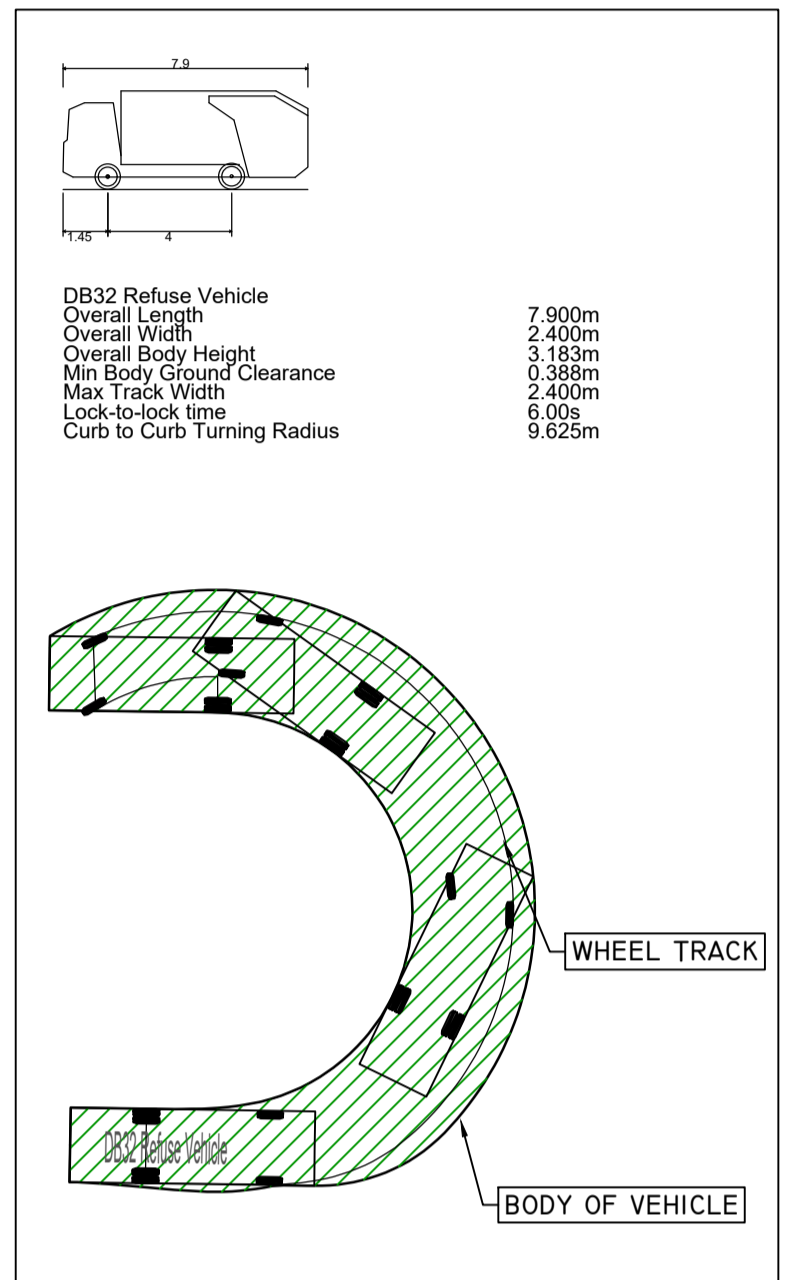 7.9
1.45 4
DB32 Refuse Vehicle
Overall Length 7.900m
Overall Width 2.400m
Overall Body Height 3.183m
Min Body Ground Clearance 0.388m
Max Track Width 2.400m
Lock-to-lock time 6.00s
Curb to Curb Turning Radius 9.625m
WHEEL TRACK
DB32 Refuse Vehicle
BODY OF VEHICLE